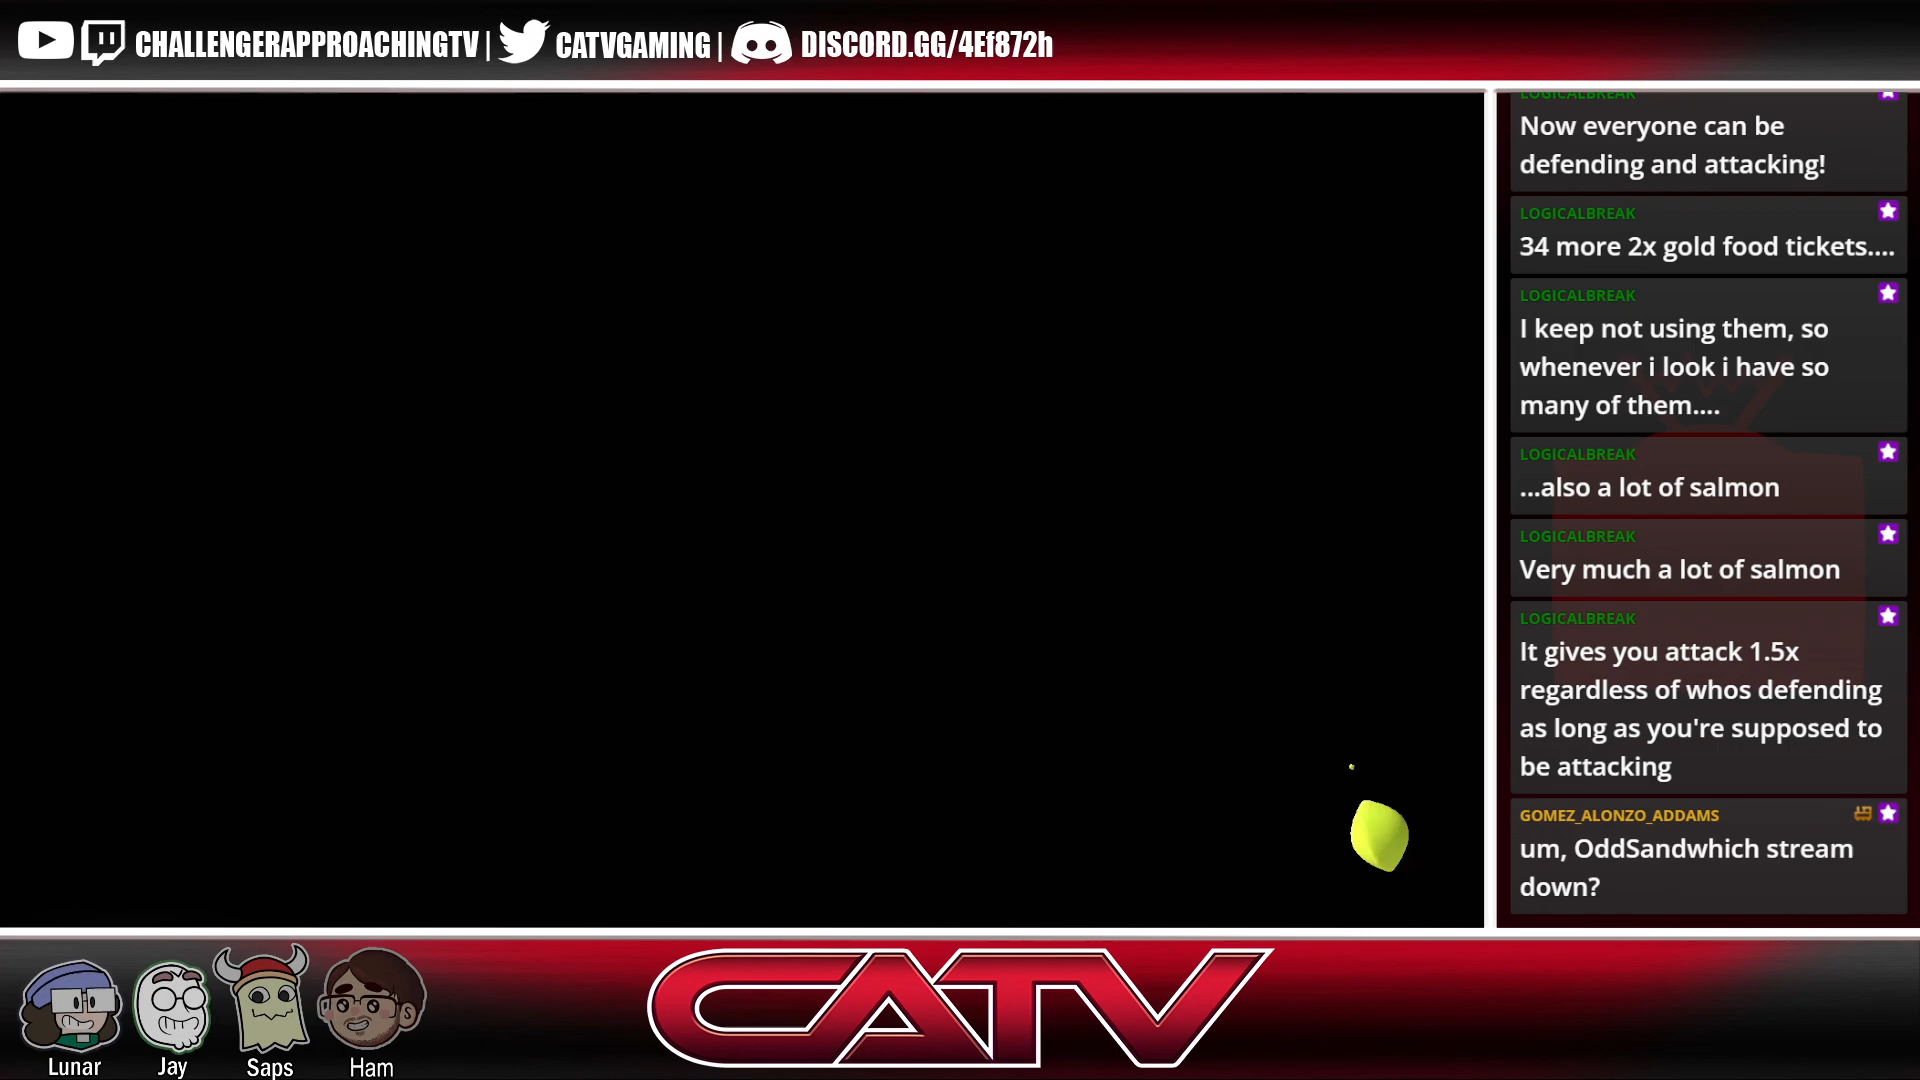 CHALLENGERAPPROACHINGTV | CATVGAMING | DISCORD.GG/4Ef872h
LOGICALBREAK
Now everyone can be
defending and attacking!
LOGICALBREAK
34 more 2x gold food tickets....
LOGICALBREAK
I keep not using them, so
whenever i look i have so
many of them....
LOGICALBREAK
...also a lot of salmon
LOGICALBREAK
Very much a lot of salmon
LOGICALBREAK
It gives you attack 1.5x
regardless of whos defending
as long as you're supposed to
be attacking
GOMEZ_ALONZO_ADDAMS
um, OddSandwhich stream
down?
CATV
Lunar Jay Saps Ham